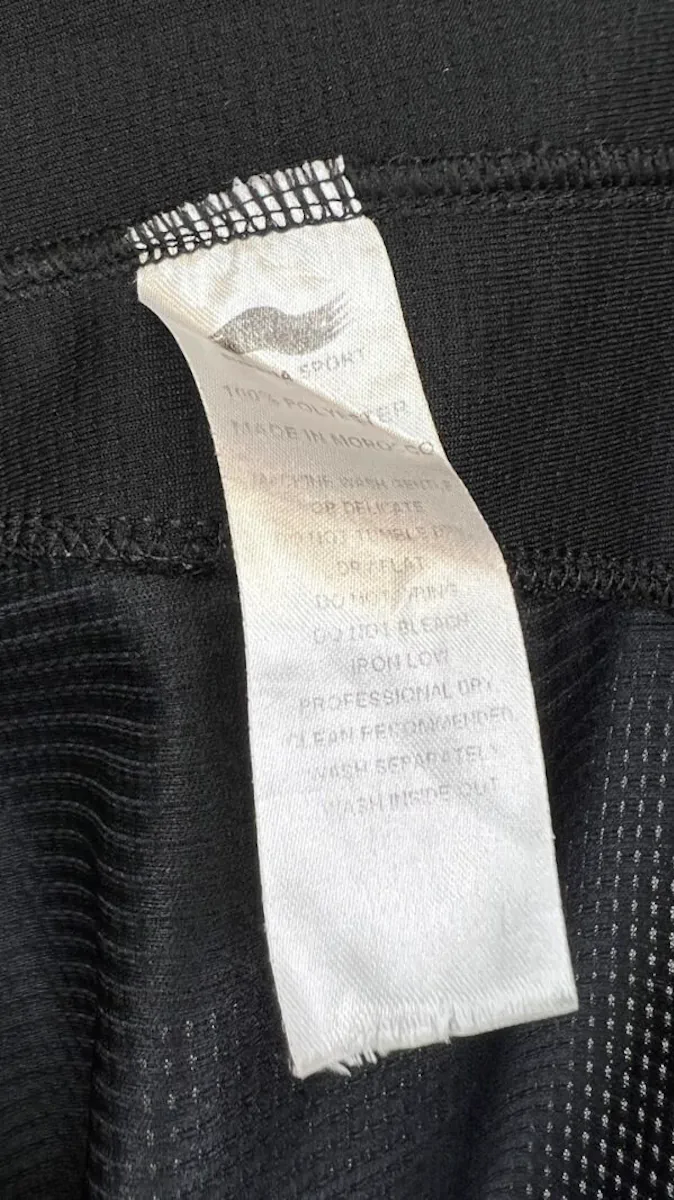 SPORT
100% POLYESTER
MADE IN MOROCCO
MACHINE WASH GENTLE
OR DELICATE
DO NOT TUMBLE DRY
DRY FLAT
DO NOT WRING
DO NOT BLEACH
IRON LOW
PROFESSIONAL DRY
CLEAN RECOMMENDED
WASH SEPARATELY
WASH INSIDE OUT